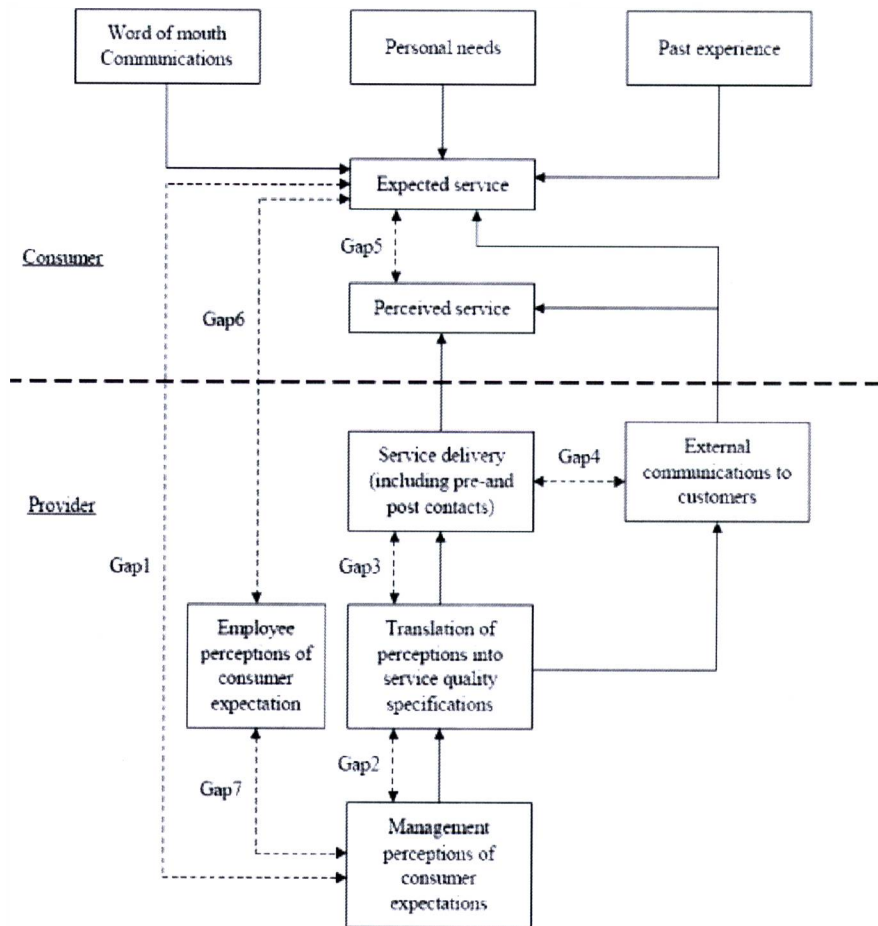 Word of mouth
Communications
Personal needs
Past experience
Expected service
Gap5
Consumer
Perceived service
Gap6
Service delivery
(including pre-and
post contacts)
Gap4
External
communications to
customers
Provider
Gap1
Gap3
Employee
perceptions of
consumer
expectation
Translation of
perceptions into
service quality
specifications
Gap2
Gap7
Management
perceptions of
consumer
expectations